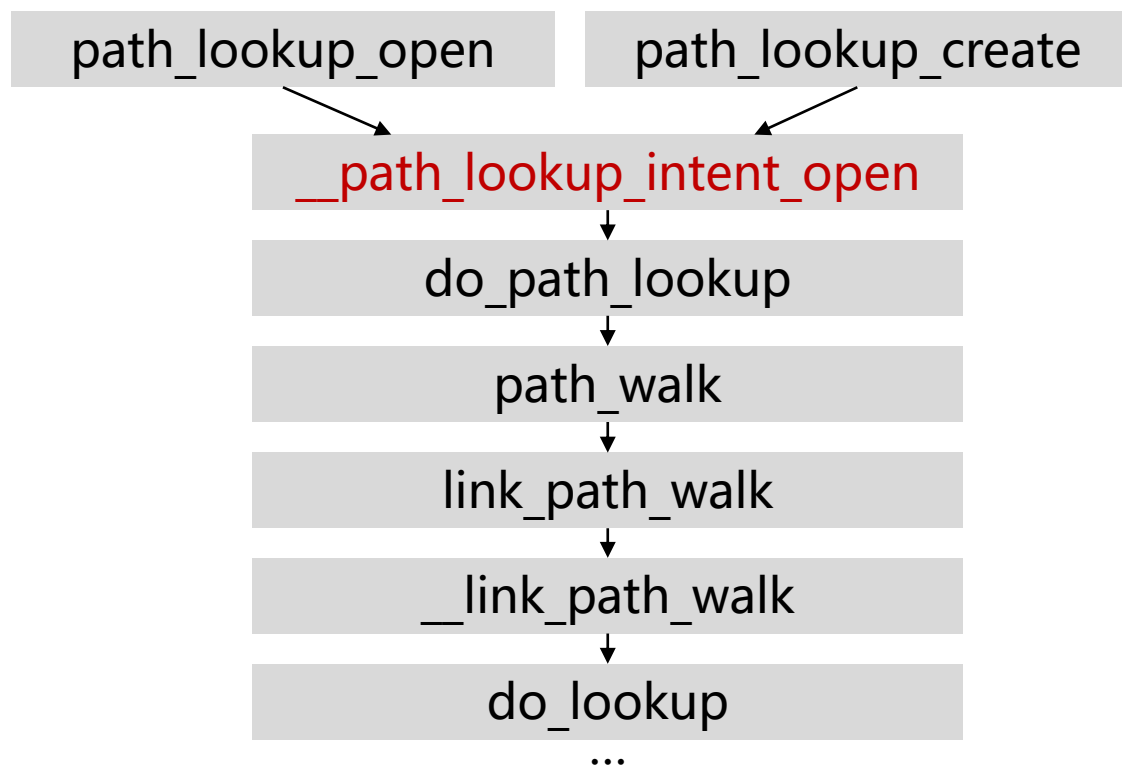 path_lookup_open
path_lookup_create
__path_lookup_intent_open
do_path_lookup
path_walk
link_path_walk
__link_path_walk
do_lookup
...